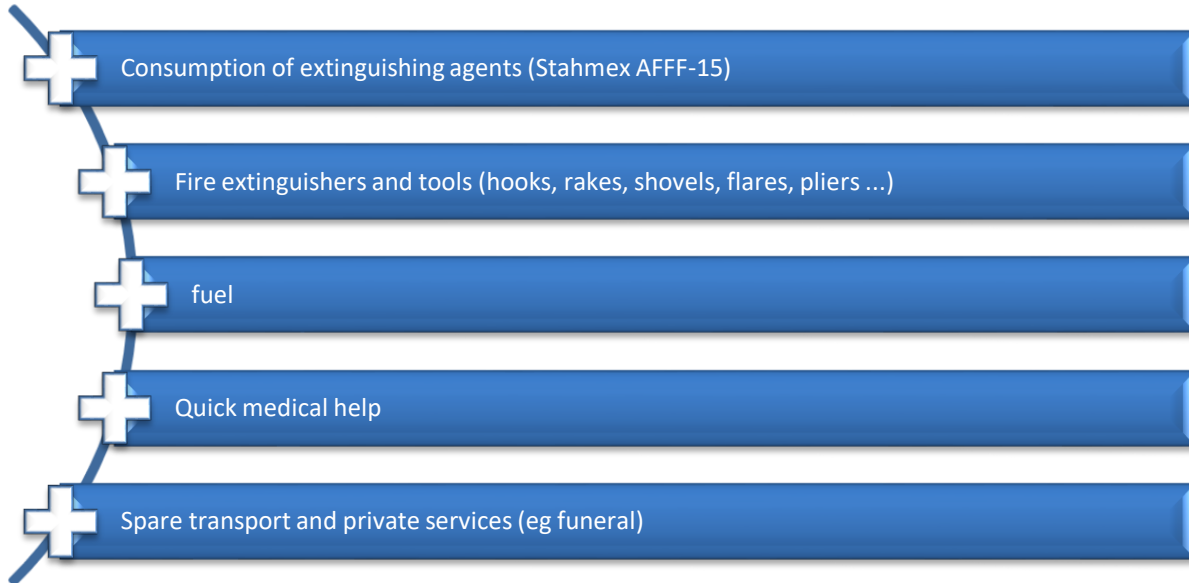 Consumption of extinguishing agents (Stahmex AFFF-15)
Fire extinguishers and tools (hooks, rakes, shovels, flares, pliers ...)
fuel
Quick medical help
Spare transport and private services (eg funeral)